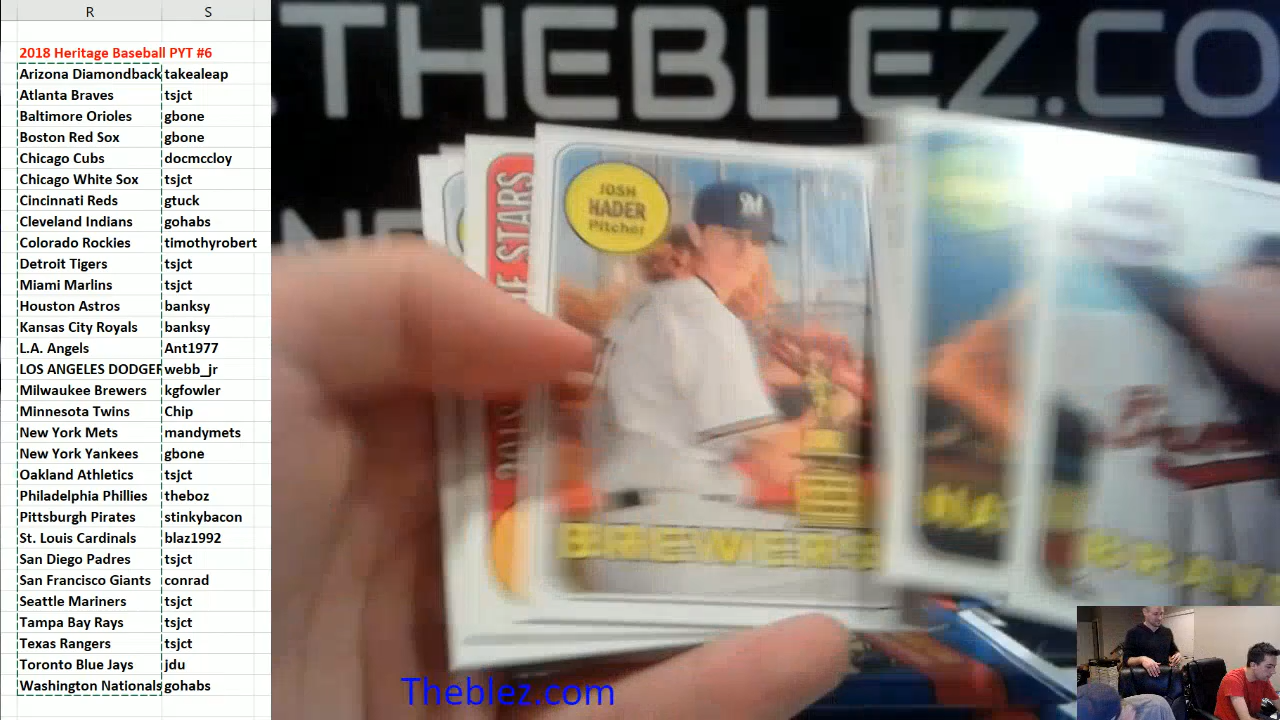 R S
2018 Heritage Baseball PYT #6
Arizona Diamondback takealeap
Atlanta Braves tsjct
Baltimore Orioles gbone
Boston Red Sox gbone
Chicago Cubs docmccloy
Chicago White Sox tsjct
Cincinnati Reds gtuck
Cleveland Indians gohabs
Colorado Rockies timothyrobert
Detroit Tigers tsjct
Miami Marlins tsjct
Houston Astros banksy
Kansas City Royals banksy
L.A. Angels Ant1977
LOS ANGELES DODGER webb_jr
Milwaukee Brewers kgfowler
Minnesota Twins Chip
New York Mets mandymets
New York Yankees gbone
Oakland Athletics tsjct
Philadelphia Phillies theboz
Pittsburgh Pirates stinkybacon
St. Louis Cardinals blaz1992
San Diego Padres tsjct
San Francisco Giants conrad
Seattle Mariners tsjct
Tampa Bay Rays tsjct
Texas Rangers tsjct
Toronto Blue Jays jdu
Washington Nationals gohabs
.THEBLEZ.CO
STARS
JOSH
HADER
Pitcher
M
BREWERS
Theblez.com